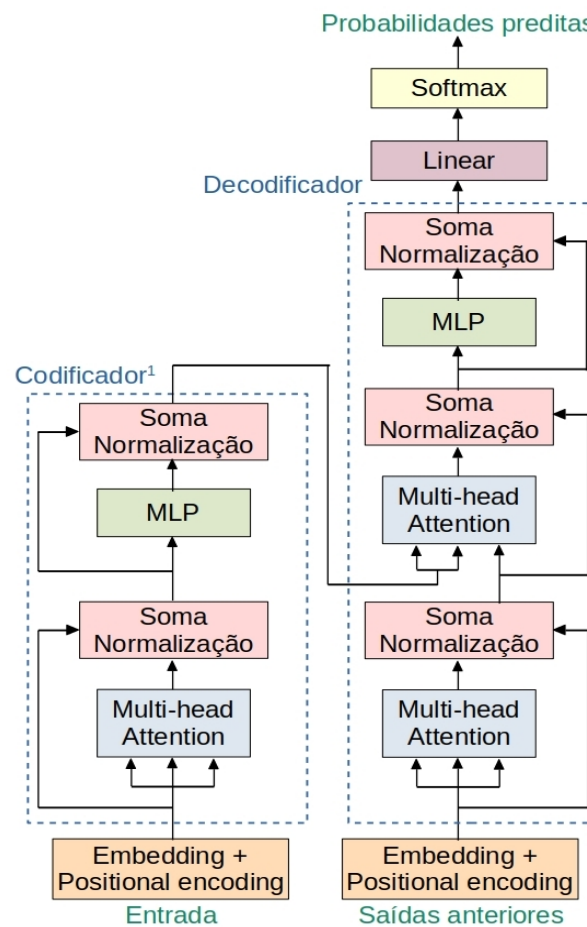 Probabilidades preditas
Softmax
Linear
Decodificador
Soma
Normalização
MLP
Soma
Normalização
Multi-head
Attention
Soma
Normalização
Multi-head
Attention
Embedding +
Positional encoding
Saídas anteriores
Codificador¹
Soma
Normalização
MLP
Soma
Normalização
Multi-head
Attention
Embedding +
Positional encoding
Entrada